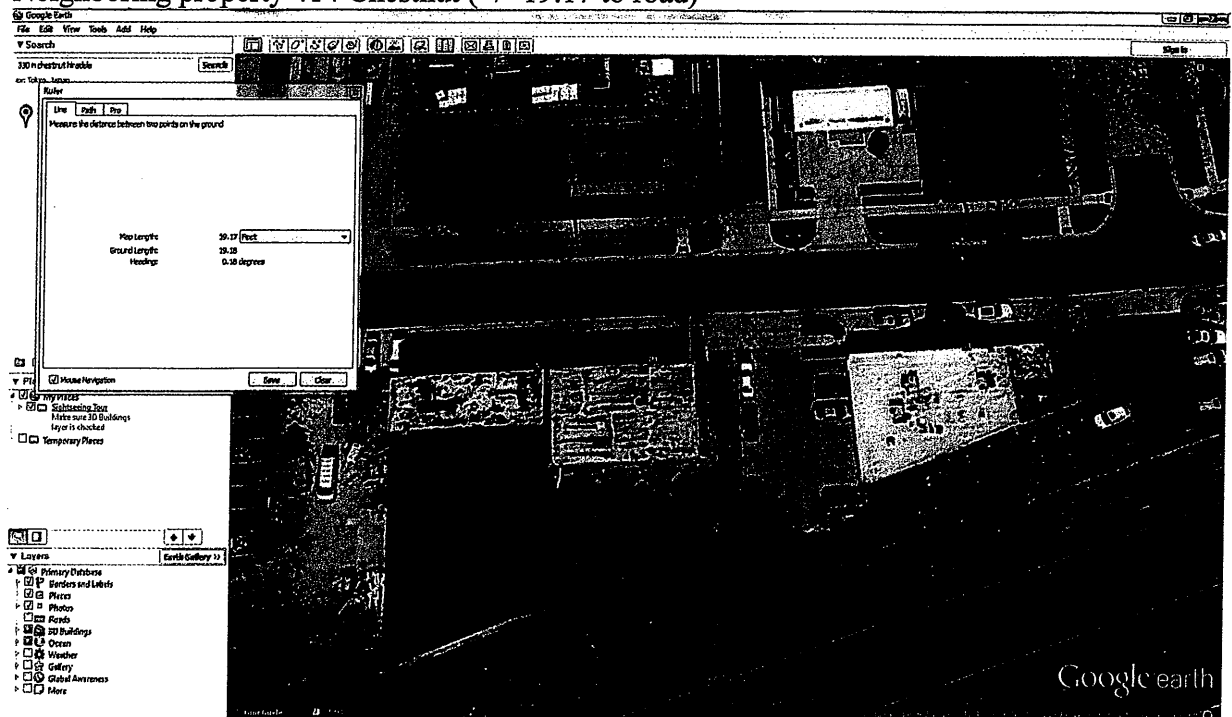 Neighboring property
Google Earth
File Edit View Tools Add Help
Search
Sign in
Search
Ruler
Line Path Pro
Measure the distance between two points on the ground
Map Length: 19.17 Feet
Ground Length: 19.18
Heading: 0.18 degrees
Mouse Navigation
Save Clear
My Places
Sightseeing Tour
Make sure 3D Buildings
layer is checked
Temporary Places
Layers
Earth Gallery >>
Primary Database
Borders and Labels
Places
Photos
Roads
3D Buildings
Ocean
Weather
Gallery
Global Awareness
More
Google earth